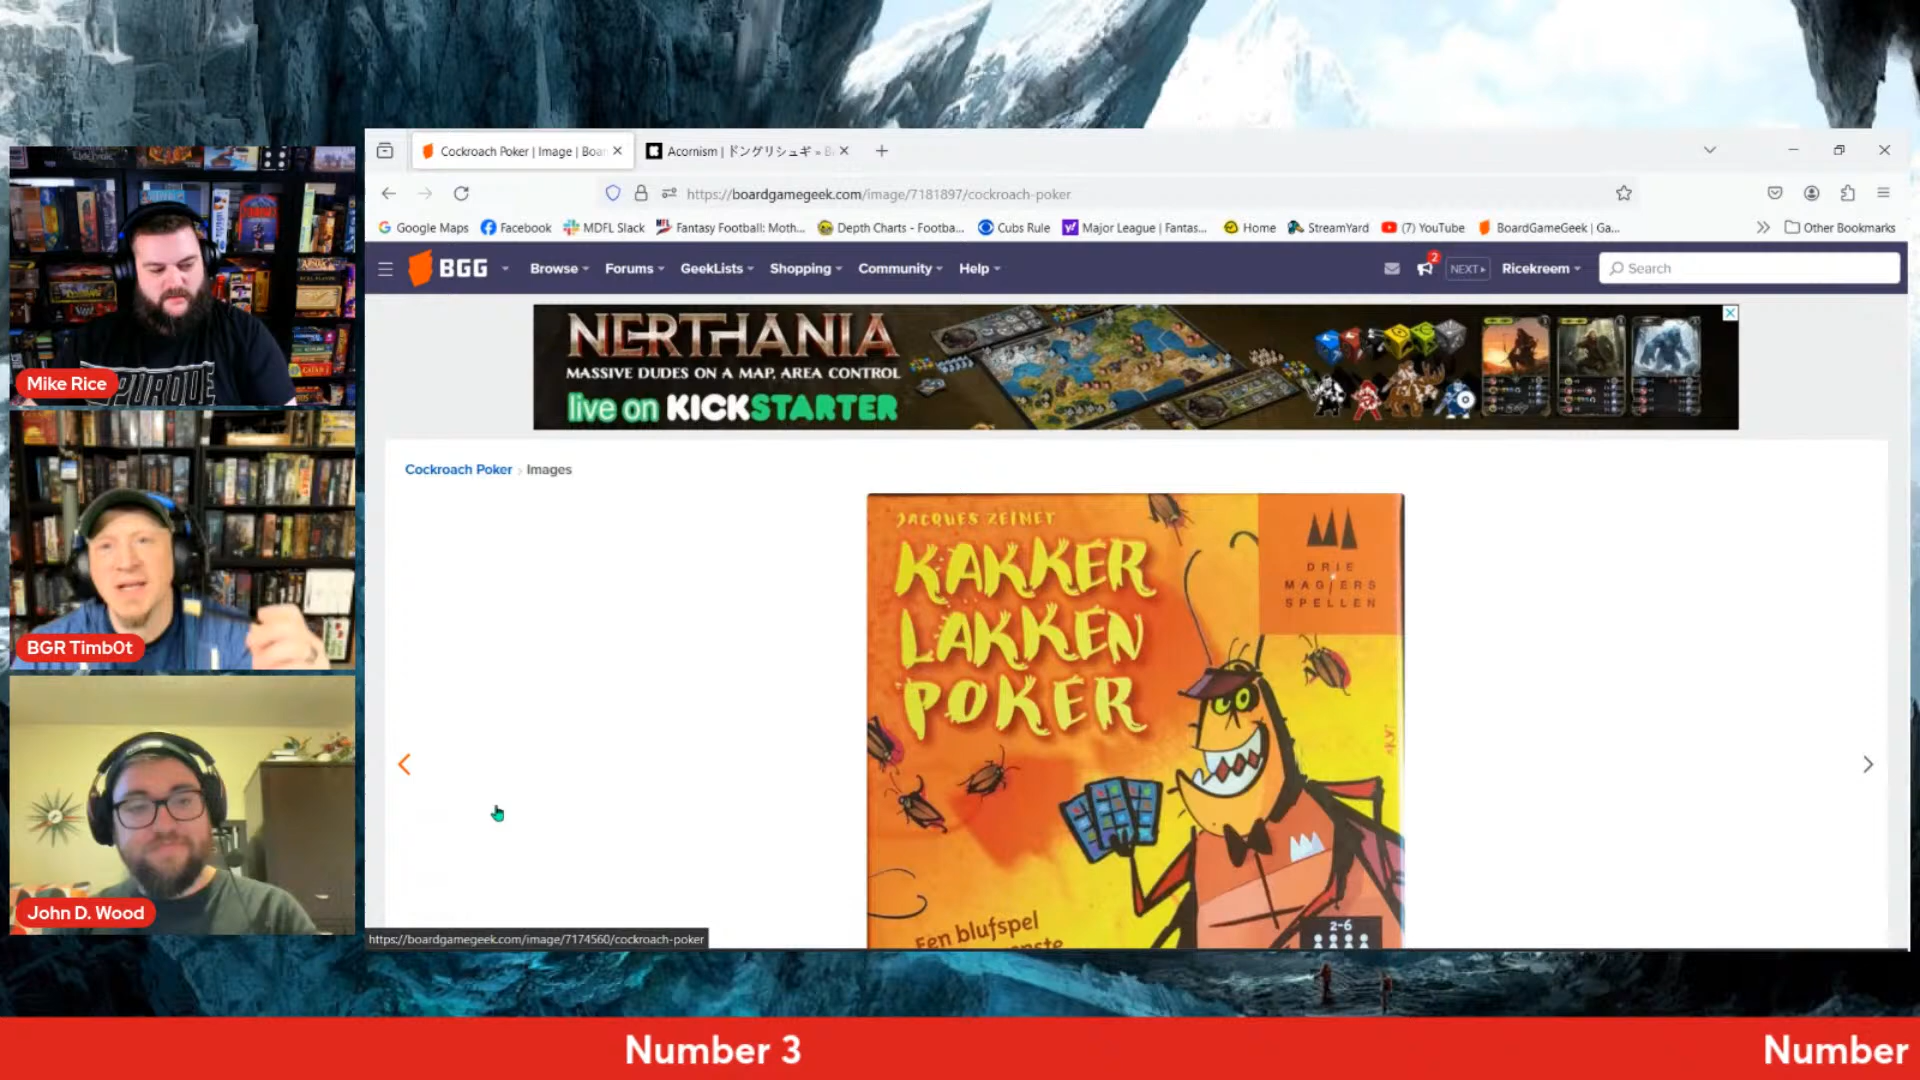 Cockroach Poker | Image | Boar
Acornism | ドングリシュギ » B
https://boardgamegeek.com/image/7181897/cockroach-poker
Google Maps
Facebook
MDFL Slack
Fantasy Football: Moth...
Depth Charts - Footba...
Cubs Rule
Major League | Fantas...
Home
StreamYard
(7) YouTube
BoardGameGeek | Ga...
Other Bookmarks
BGG
Browse
Forums
GeekLists
Shopping
Community
Help
2
NEXT
Ricekreem
Search
NERTHANIA
MASSIVE DUDES ON A MAP, AREA CONTROL
live on KICKSTARTER
Cockroach Poker > Images
JACQUES ZEIMET
KAKKER
LAKKEN
POKER
DRIE
MAGIERS
SPELLEN
Een blufspel
2-6
https://boardgamegeek.com/image/7174560/cockroach-poker
PURDUE
Mike Rice
BGR Timb0t
John D. Wood
Number 3
Number